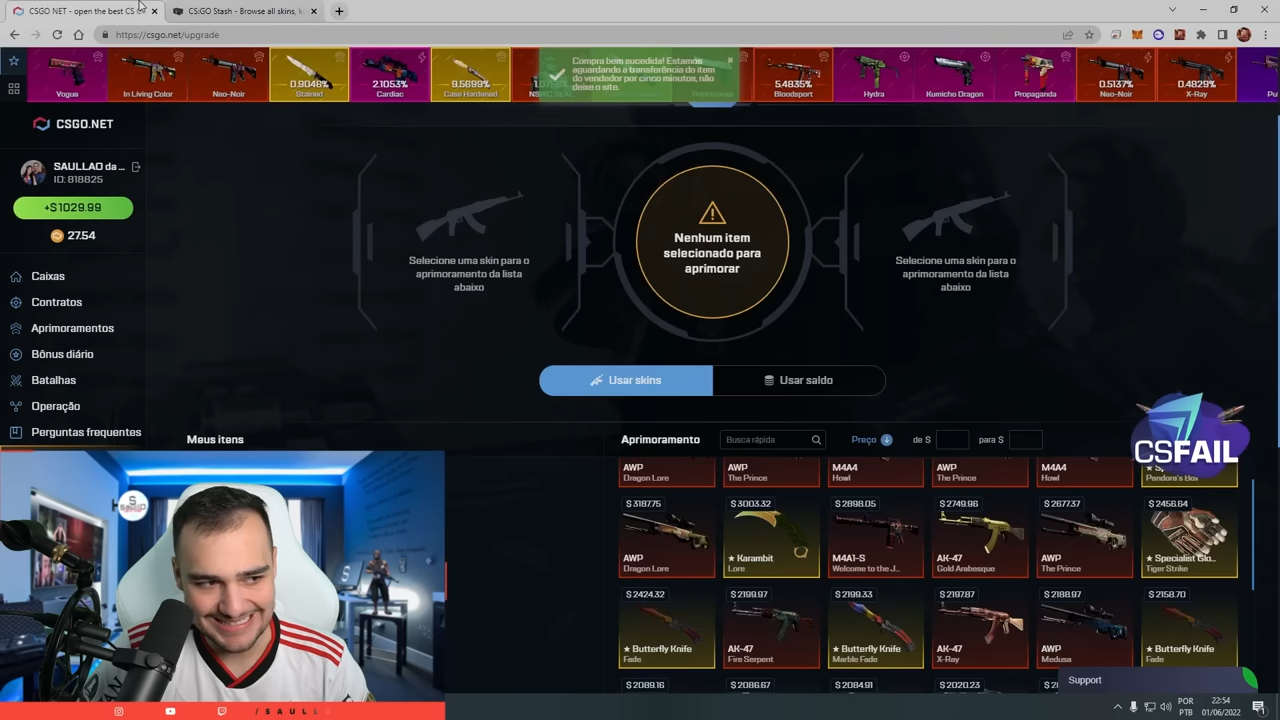 CSGO NET - open the best CS G
CSGO Stash - Browse all skins, k
https://csgo.net/upgrade
Vogue
In Living Color
Neo-Noir
0.9046%
Stained
2.1053%
Cardiac
9.5699%
Case Hardened
Compra bem sucedida! Estamos
aguardando a transferência do item
do vendedor por cinco minutos, não
deixe o site.
5.4835%
Bloodsport
Hydra
Kumicho Dragon
Propaganda
0.5137%
Neo-Noir
0.4829%
X-Ray
CSGO.NET
SAULLAO da ...
ID: 818825
+$1029.99
27.54
Caixas
Contratos
Aprimoramentos
Bônus diário
Batalhas
Operação
Perguntas frequentes
Selecione uma skin para o
aprimoramento da lista
abaixo
Nenhum item
selecionado para
aprimorar
Selecione uma skin para o
aprimoramento da lista
abaixo
Usar skins
Usar saldo
Meus itens
Aprimoramento
Busca rápida
Preço
de $
para $
CSFAIL
AWP
Dragon Lore
AWP
The Prince
M4A4
Howl
AWP
The Prince
M4A4
Howl
Pandora's Box
$ 3187.75
AWP
Dragon Lore
$ 3003.32
★ Karambit
Lore
$ 2898.05
M4A1-S
Welcome to the J...
$ 2749.96
AK-47
Gold Arabesque
$ 2677.37
AWP
The Prince
$ 2456.64
★ Specialist Glo...
Tiger Strike
$ 2424.32
★ Butterfly Knife
Fade
$ 2199.97
AK-47
Fire Serpent
$ 2199.33
★ Butterfly Knife
Marble Fade
$ 2197.87
AK-47
X-Ray
$ 2188.97
AWP
Medusa
$ 2158.70
★ Butterfly Knife
Fade
$ 2089.16
$ 2086.67
$ 2084.91
$ 2020.23
Support
/ S A U L L
POR
PTB
22:54
01/06/2022